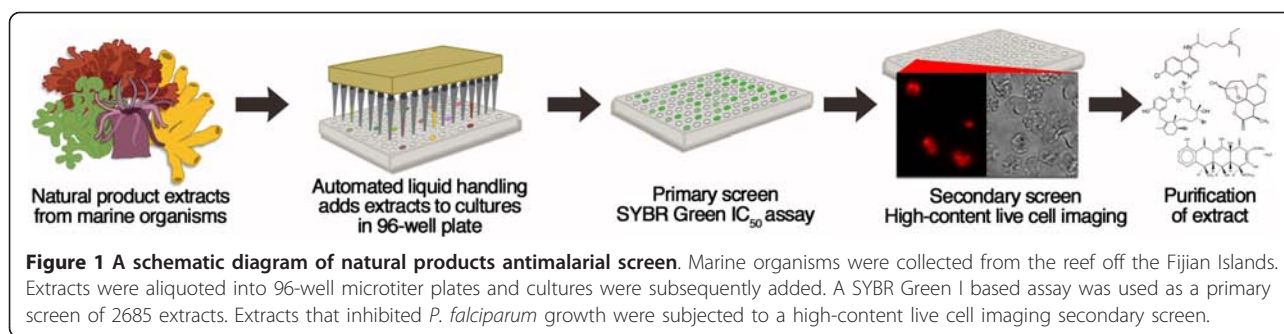 Natural product extracts
from marine organisms
Automated liquid handling
adds extracts to cultures
in 96-well plate
Primary screen
SYBR Green IC50 assay
Secondary screen
High-content live cell imaging
Purification
of extract
Figure 1 A schematic diagram of natural products antimalarial screen. Marine organisms were collected from the reef off the Fijian Islands.
Extracts were aliquoted into 96-well microtiter plates and cultures were subsequently added. A SYBR Green I based assay was used as a primary
screen of 2685 extracts. Extracts that inhibited P. falciparum growth were subjected to a high-content live cell imaging secondary screen.